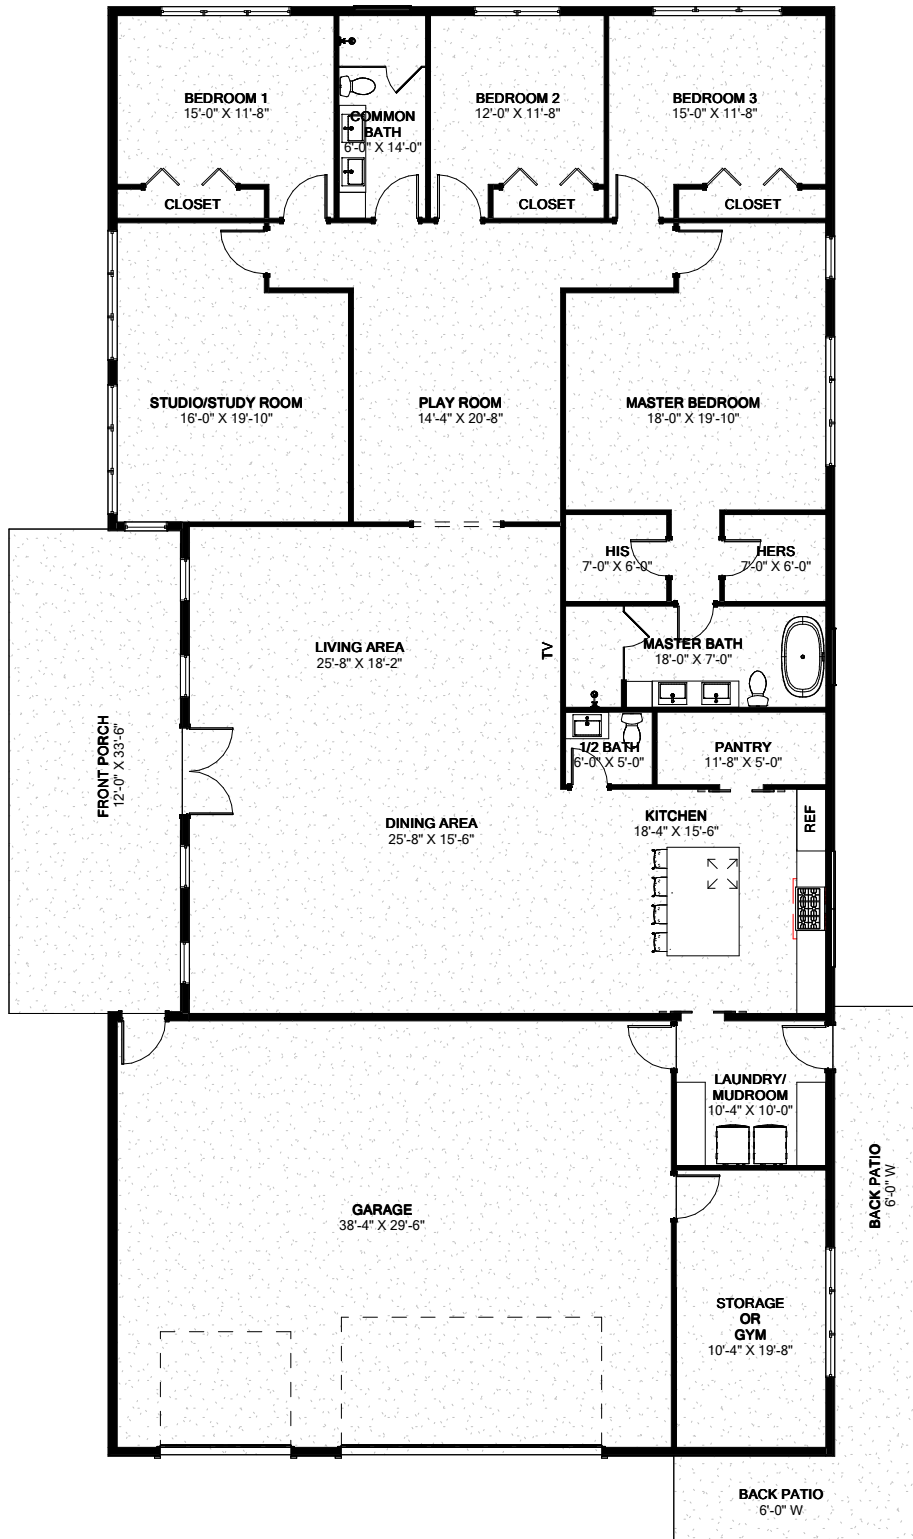 BEDROOM 1
15'-0" X 11'-8"
COMMON
BATH
6'-0" X 14'-0"
BEDROOM 2
12'-0" X 11'-8"
BEDROOM 3
15'-0" X 11'-8"
CLOSET
CLOSET
CLOSET
STUDIO/STUDY ROOM
16'-0" X 19'-10"
PLAY ROOM
14'-4" X 20'-8"
MASTER BEDROOM
18'-0" X 19'-10"
HIS
7'-0" X 6'-0"
HERS
7'-0" X 6'-0"
LIVING AREA
25'-8" X 18'-2"
TV
MASTER BATH
18'-0" X 7'-0"
FRONT PORCH
12'-0" X 33'-6"
1/2 BATH
6'-0" X 5'-0"
PANTRY
11'-8" X 5'-0"
DINING AREA
25'-8" X 15'-6"
KITCHEN
18'-4" X 15'-6"
REF
LAUNDRY/
MUDROOM
10'-4" X 10'-0"
BACK PATIO
6'-0" W
GARAGE
38'-4" X 29'-6"
STORAGE
OR
GYM
10'-4" X 19'-8"
BACK PATIO
6'-0" W